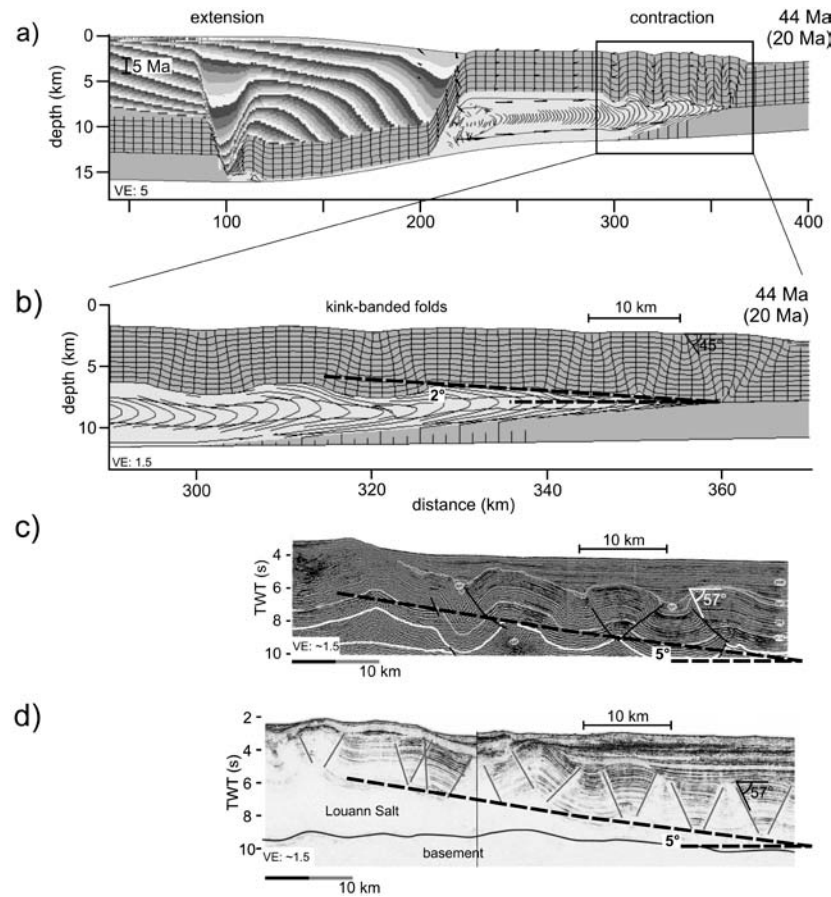 extension
contraction
44 Ma
(20 Ma)
a)
0
5
10
15
depth (km)
5 Ma
VE: 5
100
200
300
400
b)
44 Ma
(20 Ma)
kink-banded folds
10 km
0
5
10
depth (km)
45°
2°
VE: 1.5
300
320
340
360
distance (km)
c)
10 km
4
6
8
10
TWT (s)
57°
5°
VE: ~1.5
10 km
d)
10 km
2
4
6
8
10
TWT (s)
57°
Louann Salt
5°
basement
VE: ~1.5
10 km